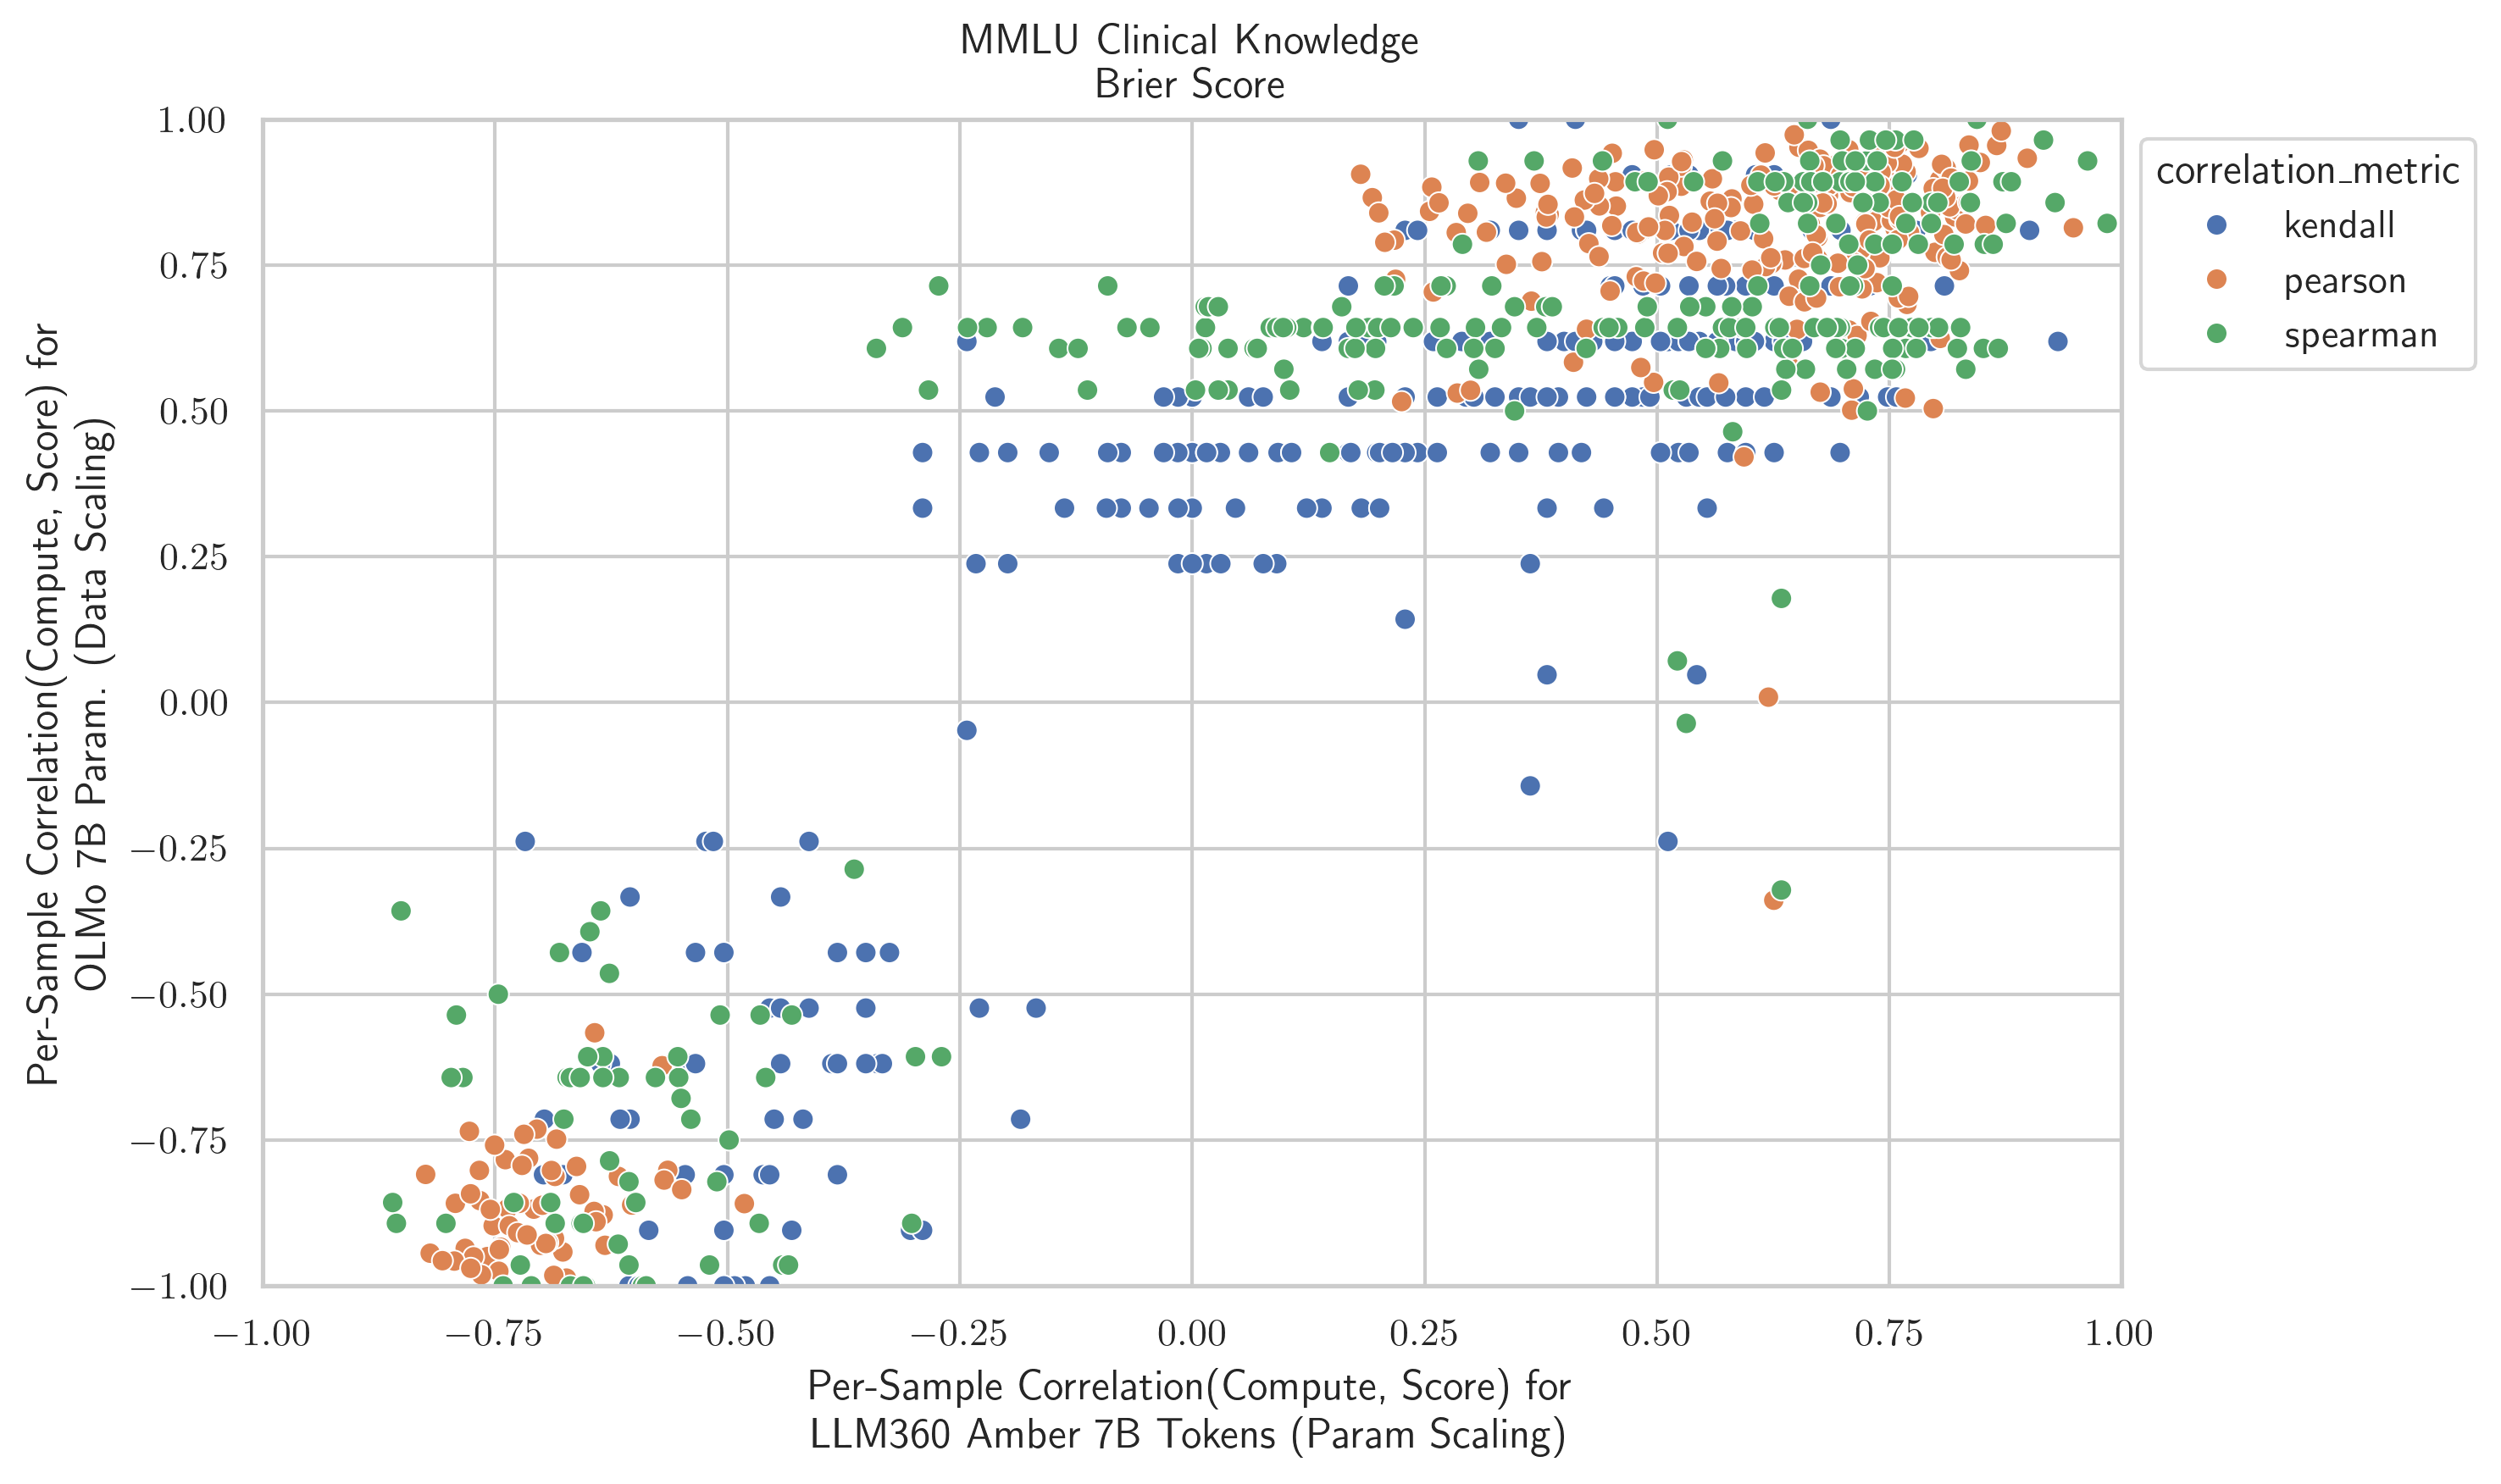 MMLU Clinical Knowledge
Brier Score
Per-Sample Correlation(Compute, Score) for
OLMo 7B Param. (Data Scaling)
1.00
0.75
0.50
0.25
0.00
−0.25
−0.50
−0.75
−1.00
−1.00 −0.75 −0.50 −0.25 0.00 0.25 0.50 0.75 1.00
Per-Sample Correlation(Compute, Score) for
LLM360 Amber 7B Tokens (Param Scaling)
correlation_metric
kendall
pearson
spearman